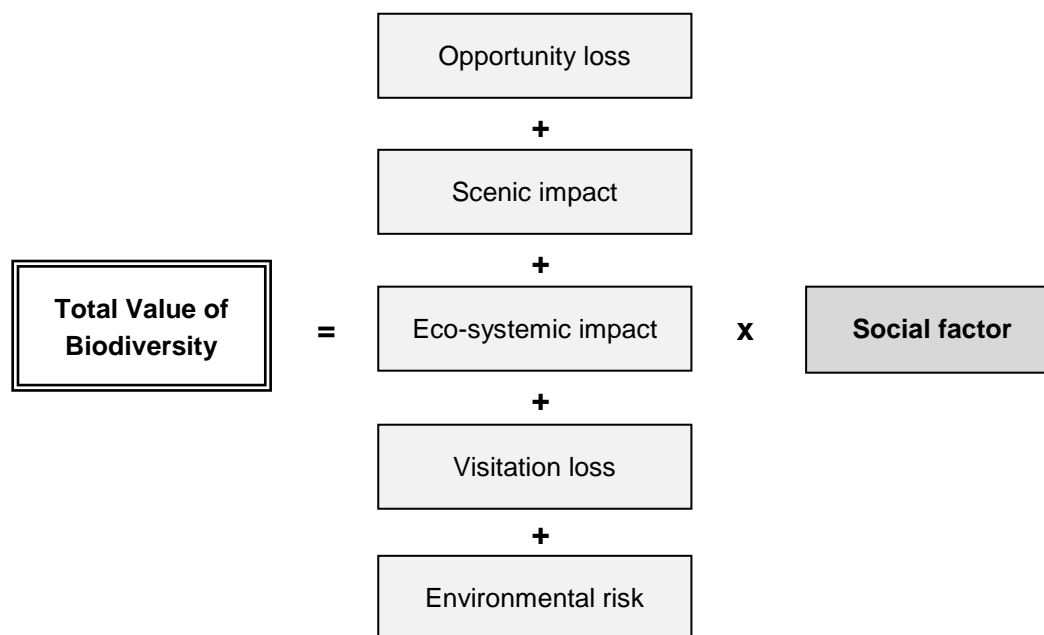 Opportunity loss
+
Scenic impact
+
Total Value of
Biodiversity
=
Eco-systemic impact
x
Social factor
+
Visitation loss
+
Environmental risk